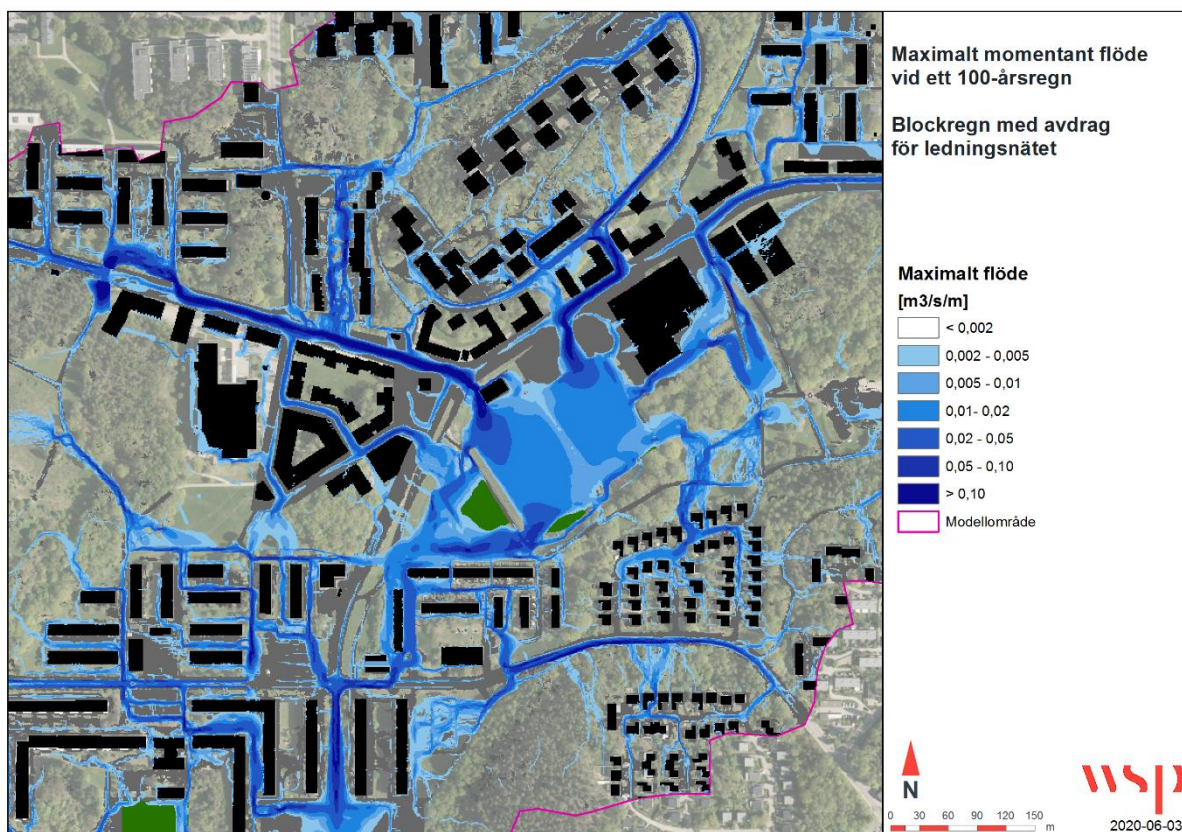 Maximalt momentant flöde
vid ett 100-årsregn
Blockregn med avdrag
för ledningsnätet
Maximalt flöde
[m3/s/m]
< 0,002
0,002 - 0,005
0,005 - 0,01
0,01- 0,02
0,02 - 0,05
0,05 - 0,10
> 0,10
Modellområde
N
0 30 60 90 120 150
m
wsp
2020-06-03